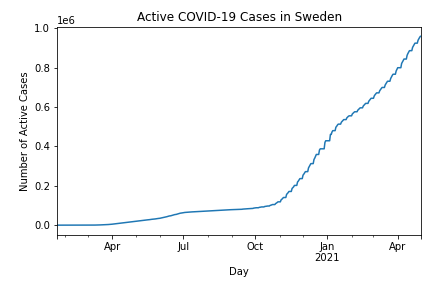 Active COVID-19 Cases in Sweden
1e6
Number of Active Cases
1.0
0.8
0.6
0.4
0.2
0.0
Apr Jul Oct Jan Apr
2021
Day